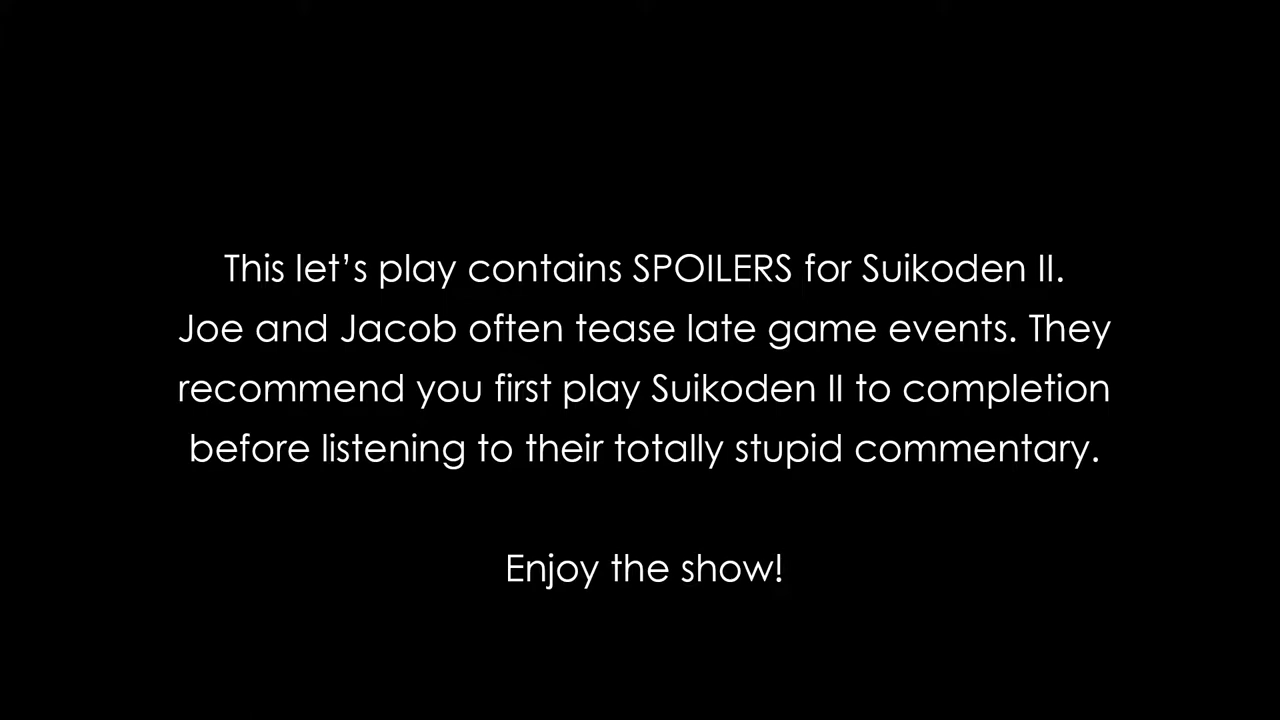 This let’s play contains SPOILERS for Suikoden II.
Joe and Jacob often tease late game events. They
recommend you first play Suikoden II to completion
before listening to their totally stupid commentary.
Enjoy the show!